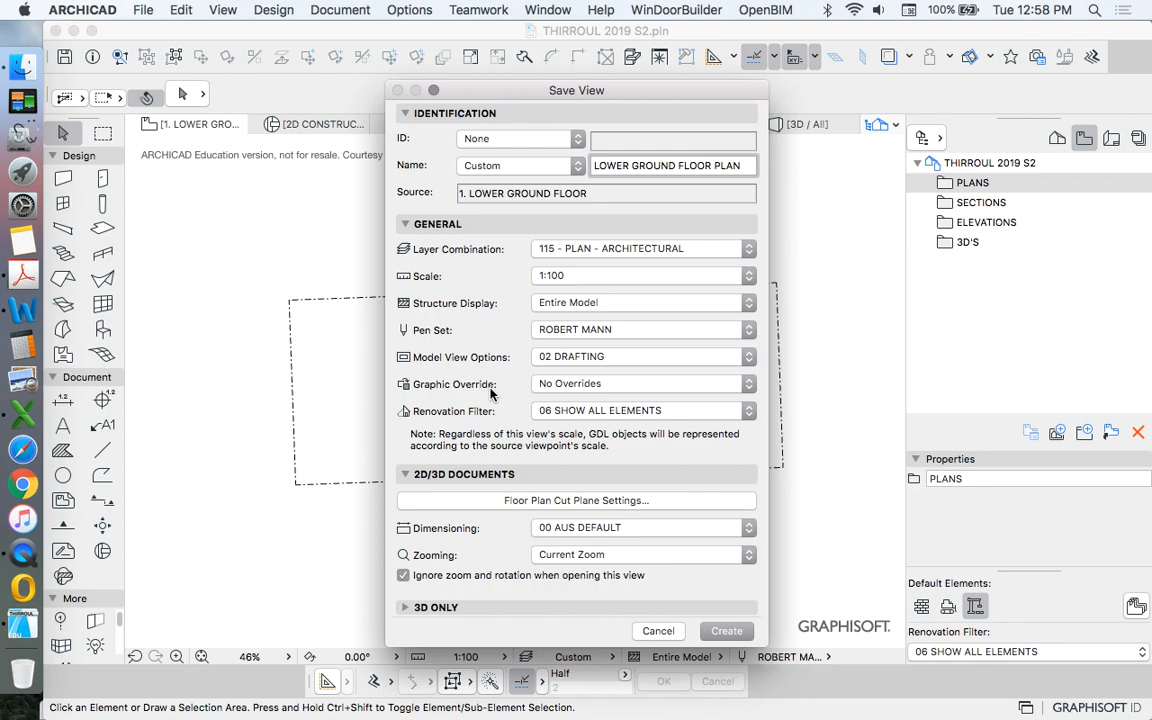 ARCHICAD File Edit View Design Document Options Teamwork Window Help WinDoorBuilder OpenBIM 100% Tue 12:58 PM
THIRROUL 2019 S2.pln
Save View
[1. LOWER GRO...
[2D CONSTRUC...
[3D / All]
ARCHICAD Education version, not for resale. Courtesy
Design
Document
More
IDENTIFICATION
ID: None
Name: Custom LOWER GROUND FLOOR PLAN
Source: 1. LOWER GROUND FLOOR
GENERAL
Layer Combination: 115 - PLAN - ARCHITECTURAL
Scale: 1:100
Structure Display: Entire Model
Pen Set: ROBERT MANN
Model View Options: 02 DRAFTING
Graphic Override: No Overrides
Renovation Filter: 06 SHOW ALL ELEMENTS
Note: Regardless of this view's scale, GDL objects will be represented
according to the source viewpoint's scale.
2D/3D DOCUMENTS
Floor Plan Cut Plane Settings...
Dimensioning: 00 AUS DEFAULT
Zooming: Current Zoom
Ignore zoom and rotation when opening this view
3D ONLY
Cancel Create
THIRROUL 2019 S2
PLANS
SECTIONS
ELEVATIONS
3D'S
Properties
PLANS
Default Elements:
Renovation Filter:
06 SHOW ALL ELEMENTS
GRAPHISOFT.
46% 0.00° 1:100 Custom Entire Model ROBERT MA...
Half
2
OK Cancel
Click an Element or Draw a Selection Area. Press and Hold Ctrl+Shift to Toggle Element/Sub-Element Selection.
GRAPHISOFT ID